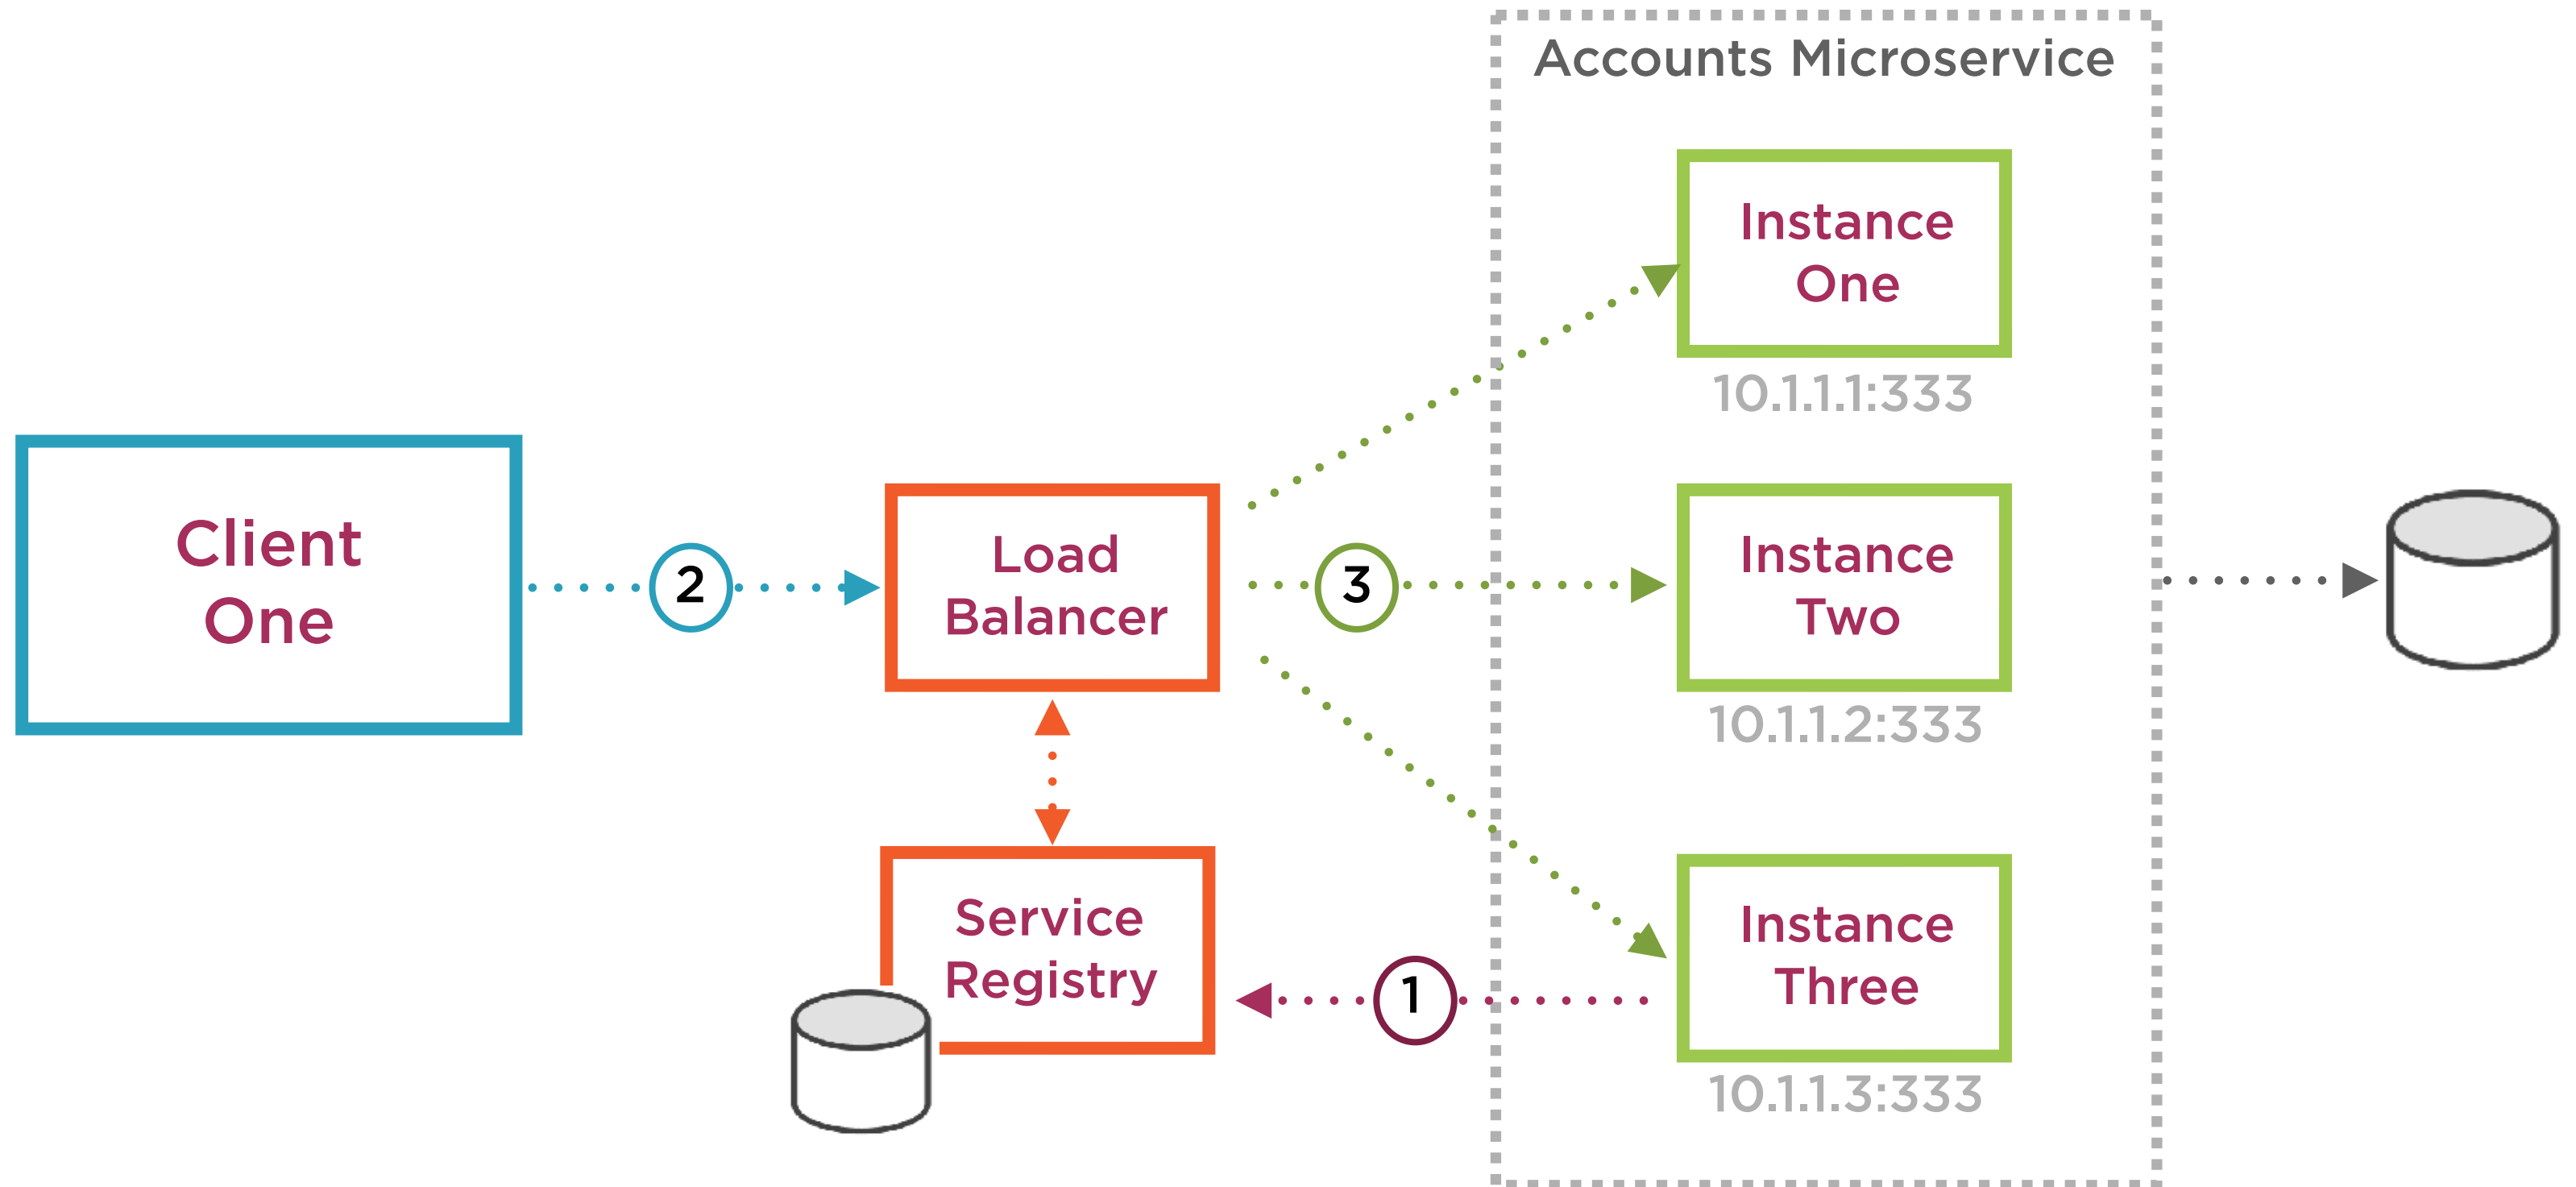 Accounts Microservice
Instance
One
10.1.1.1:333
Client
One
2
Load
Balancer
3
Instance
Two
10.1.1.2:333
Service
Registry
1
Instance
Three
10.1.1.3:333